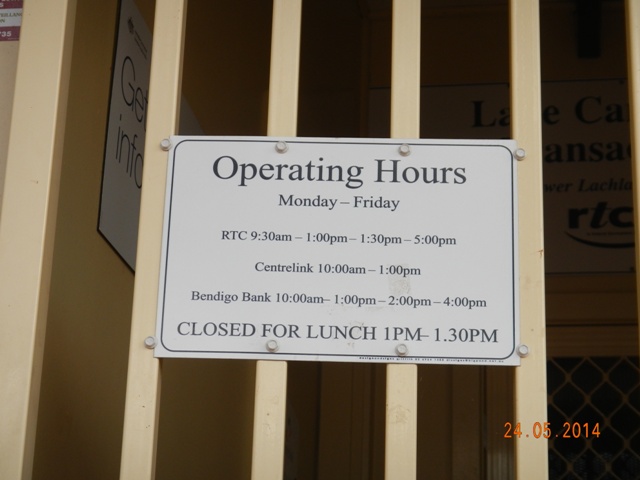 Operating Hours
Monday – Friday
RTC 9:30am – 1:00pm – 1:30pm – 5:00pm
Centrelink 10:00am – 1:00pm
Bendigo Bank 10:00am– 1:00pm – 2:00pm – 4:00pm
CLOSED FOR LUNCH 1PM– 1.30PM
rtc
24.05.2014